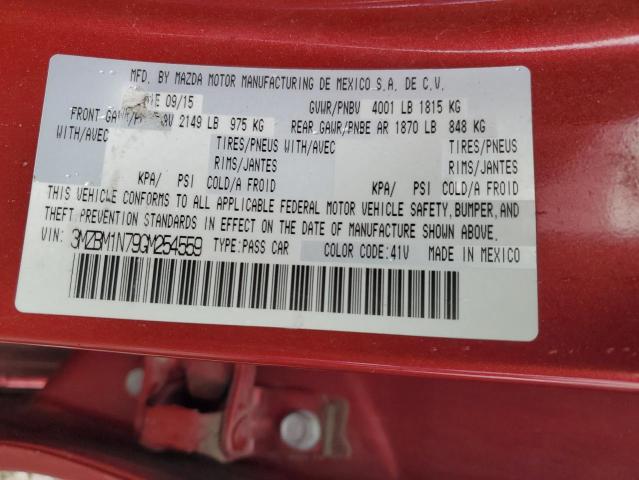 MFD. BY MAZDA MOTOR MANUFACTURING DE MEXICO S.A. DE C.V.
09/15 GVWR/PNBV 4001 LB 1815 KG
FRONT 2149 LB 975 KG REAR GAWR/PNBE AR 1870 LB 848 KG
WITH/AVEC TIRES/PNEUS WITH/AVEC TIRES/PNEUS
RIMS/JANTES RIMS/JANTES
KPA/ PSI COLD/A FROID KPA/ PSI COLD/A FROID
THIS VEHICLE CONFORMS TO ALL APPLICABLE FEDERAL MOTOR VEHICLE SAFETY, BUMPER, AND
THEFT PREVENTION STANDARDS IN EFFECT ON THE DATE OF MANUFACTURE SHOWN ABOVE.
VIN: 3MZBM1N79GM254559 TYPE:PASS CAR COLOR CODE:41V MADE IN MEXICO